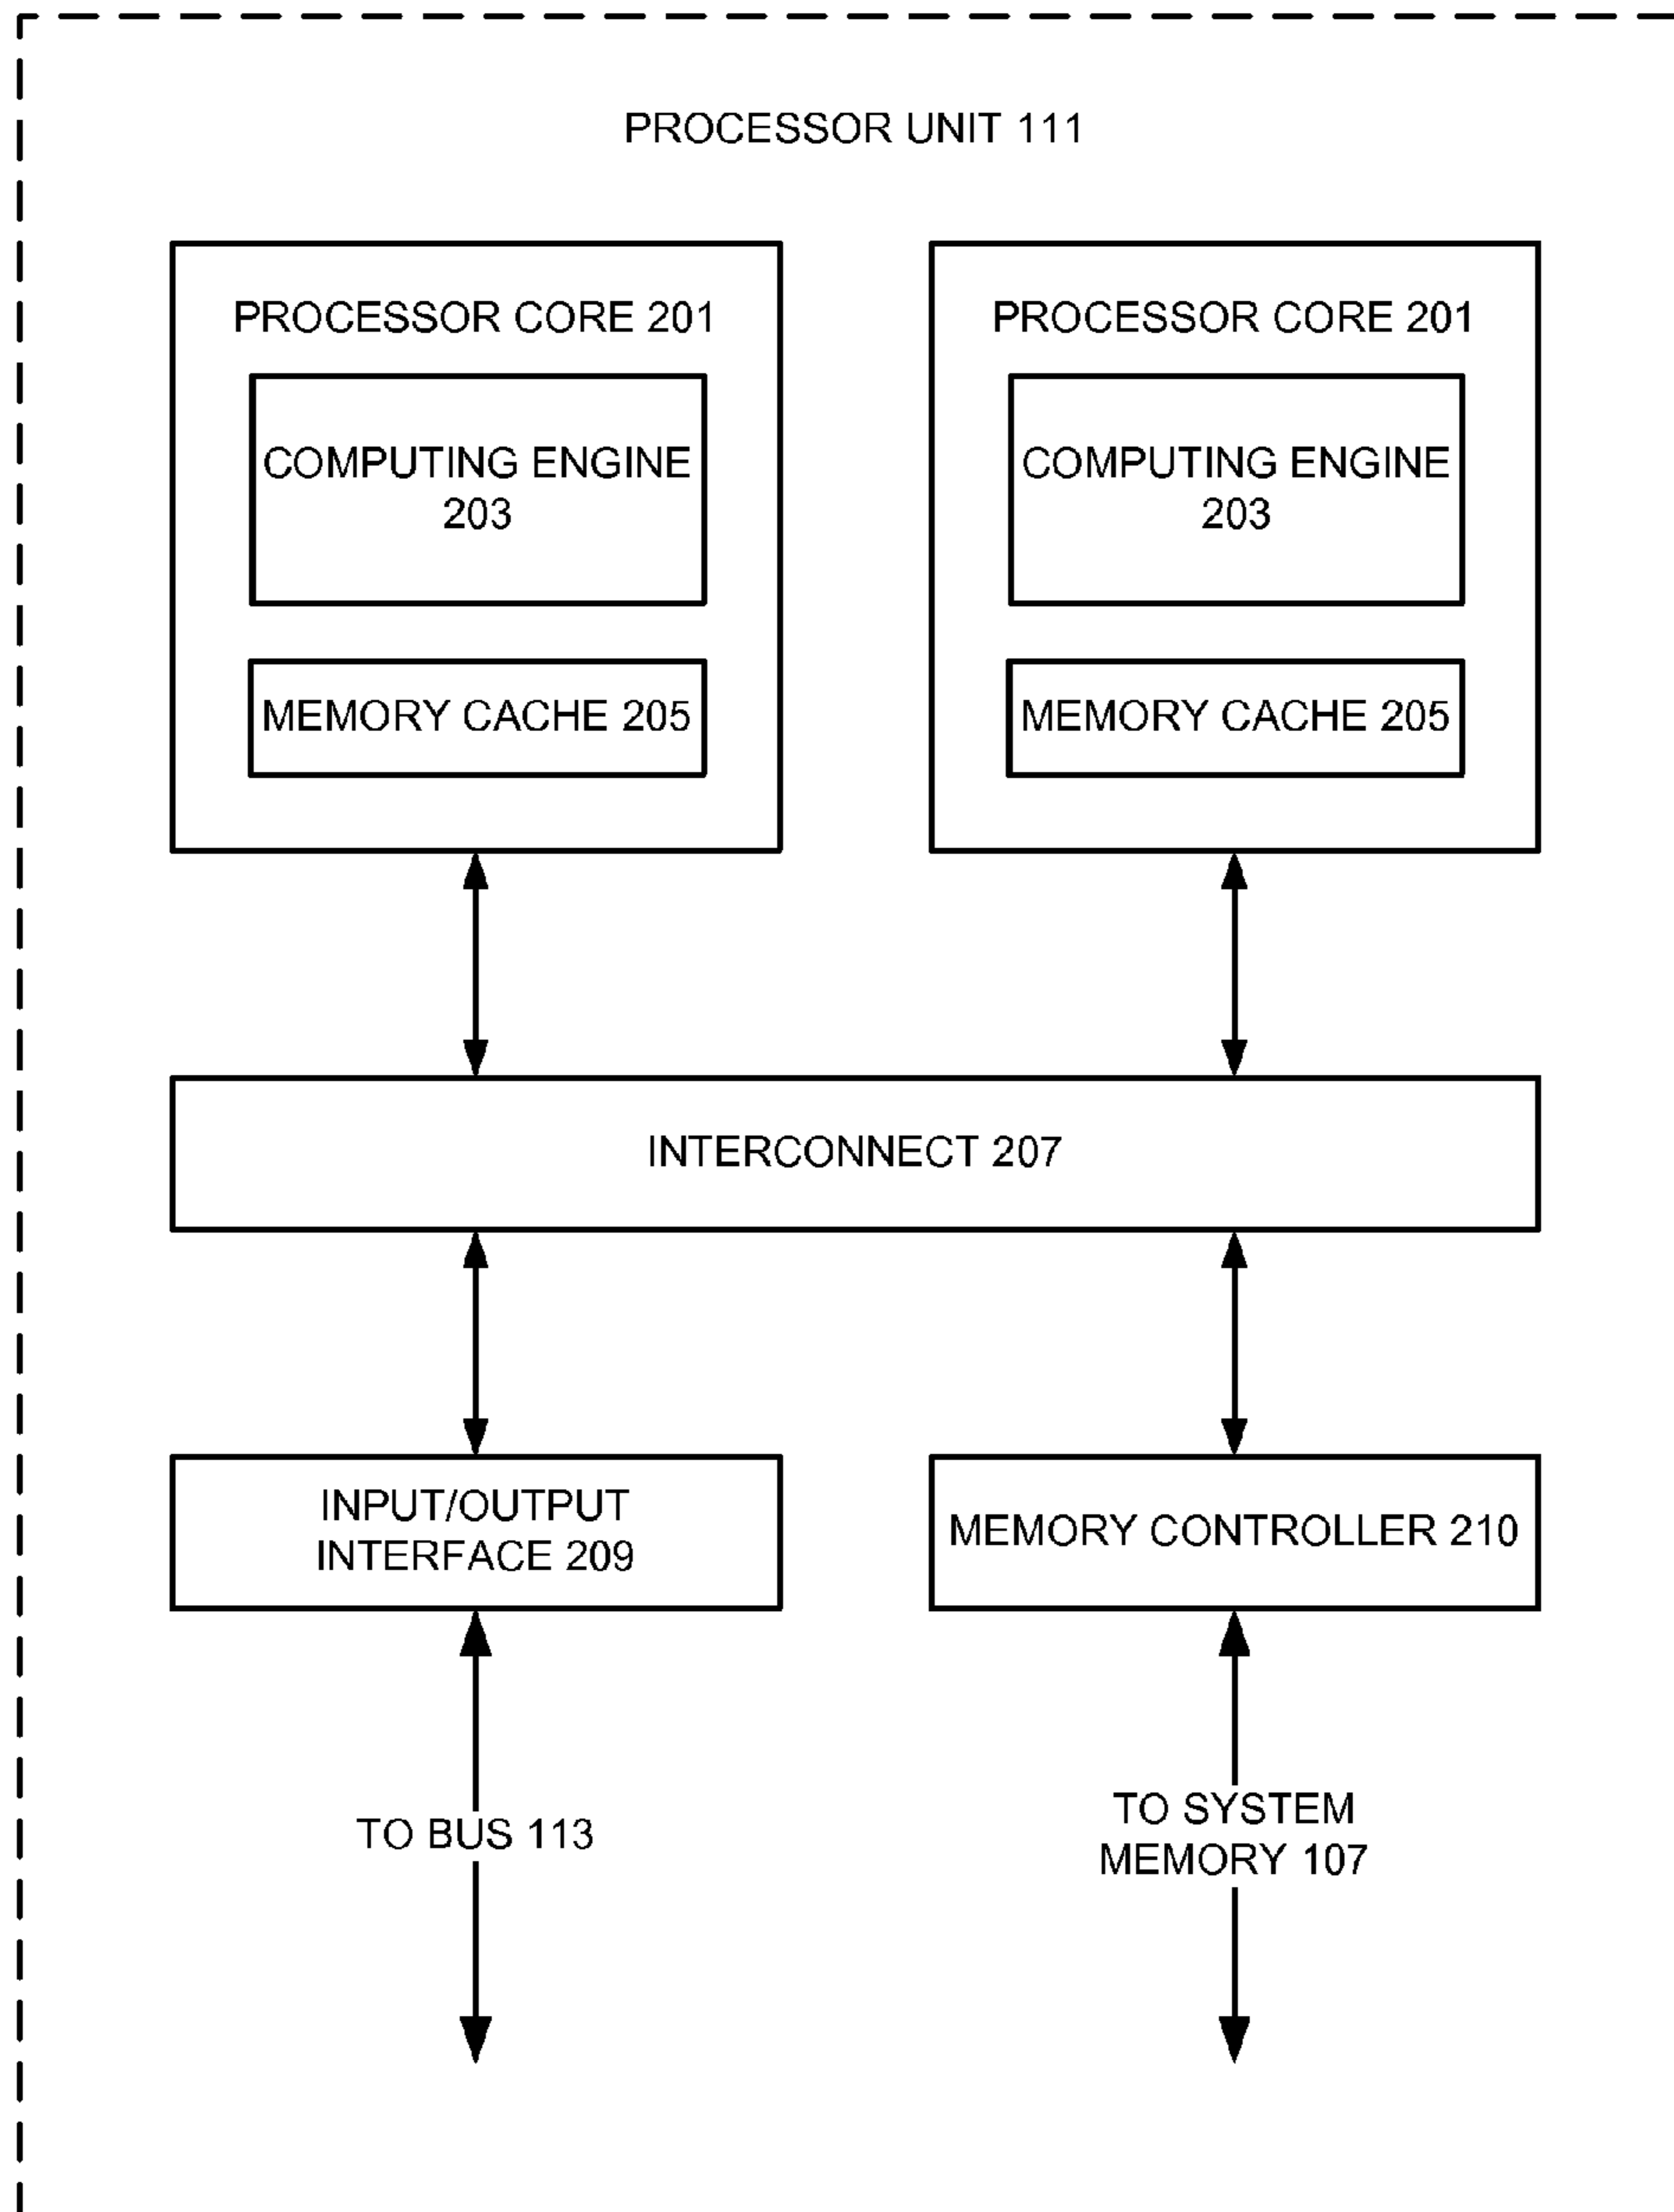 PROCESSOR UNIT 111
PROCESSOR CORE 201
COMPUTING ENGINE
203
MEMORY CACHE 205
PROCESSOR CORE 201
COMPUTING ENGINE
203
MEMORY CACHE 205
INTERCONNECT 207
INPUT/OUTPUT
INTERFACE 209
MEMORY CONTROLLER 210
TO BUS 113
TO SYSTEM
MEMORY 107